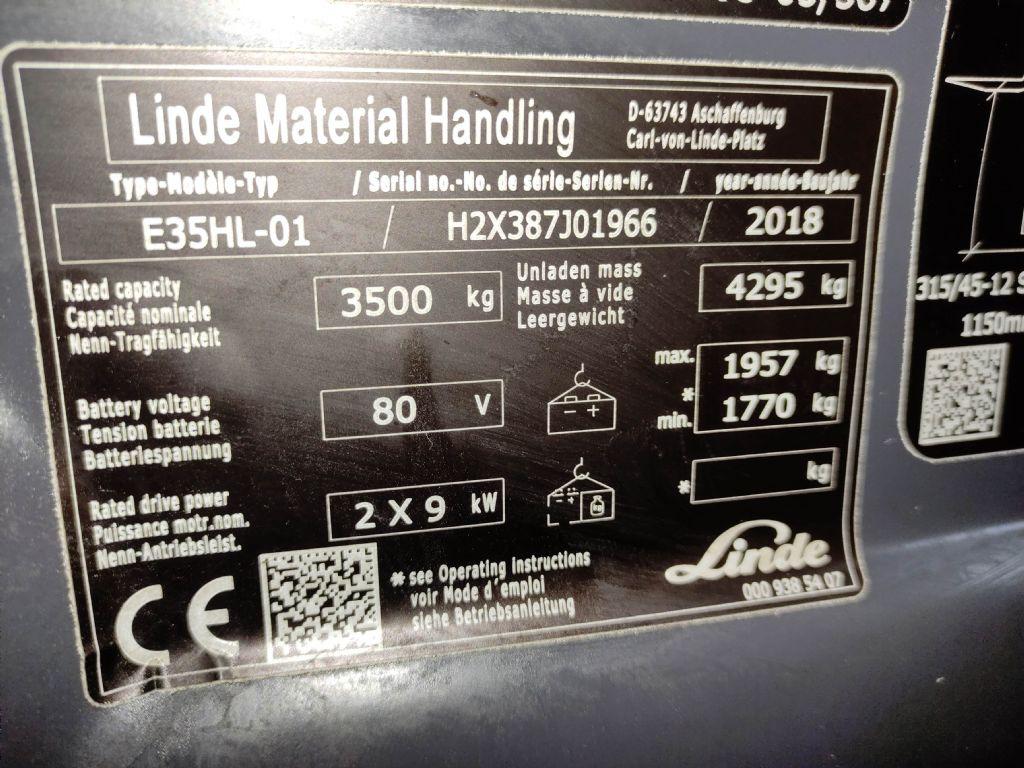 Linde Material Handling
D-63743 Aschaffenburg
Carl-von-Linde-Platz
Type-Modèle-Typ / Serial no.-No. de série-Serien-Nr. / year-année-Baujahr
E35HL-01 / H2X387J01966 / 2018
Rated capacity
Capacité nominale
Nenn-Tragfähigkeit
3500 kg
Unladen mass
Masse à vide
Leergewicht
4295 kg
Battery voltage
Tension batterie
Batteriespannung
80 V
- +
max. 1957 kg
*
min. 1770 kg
Rated drive power
Puissance motr.nom.
Nenn-Antriebsleist.
2 X 9 kW
kg
* kg
CE
* see Operating Instructions
voir Mode d'emploi
siehe Betriebsanleitung
Linde
000 938 54 07
315/45-12